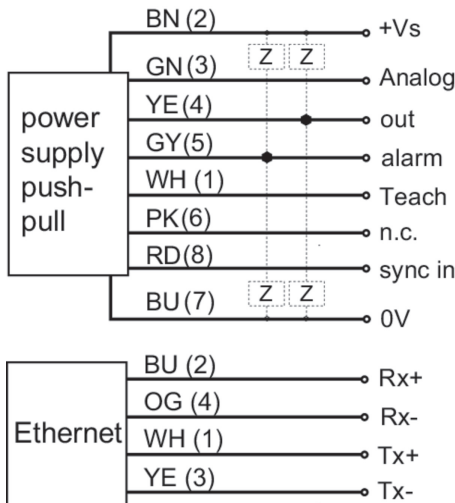 BN (2) +Vs
Z Z
GN (3) Analog
YE (4) out
GY (5) alarm
WH (1) Teach
PK (6) n.c.
RD (8) sync in
Z Z
BU (7) 0V
power
supply
push-
pull
BU (2) Rx+
OG (4) Rx-
WH (1) Tx+
YE (3) Tx-
Ethernet